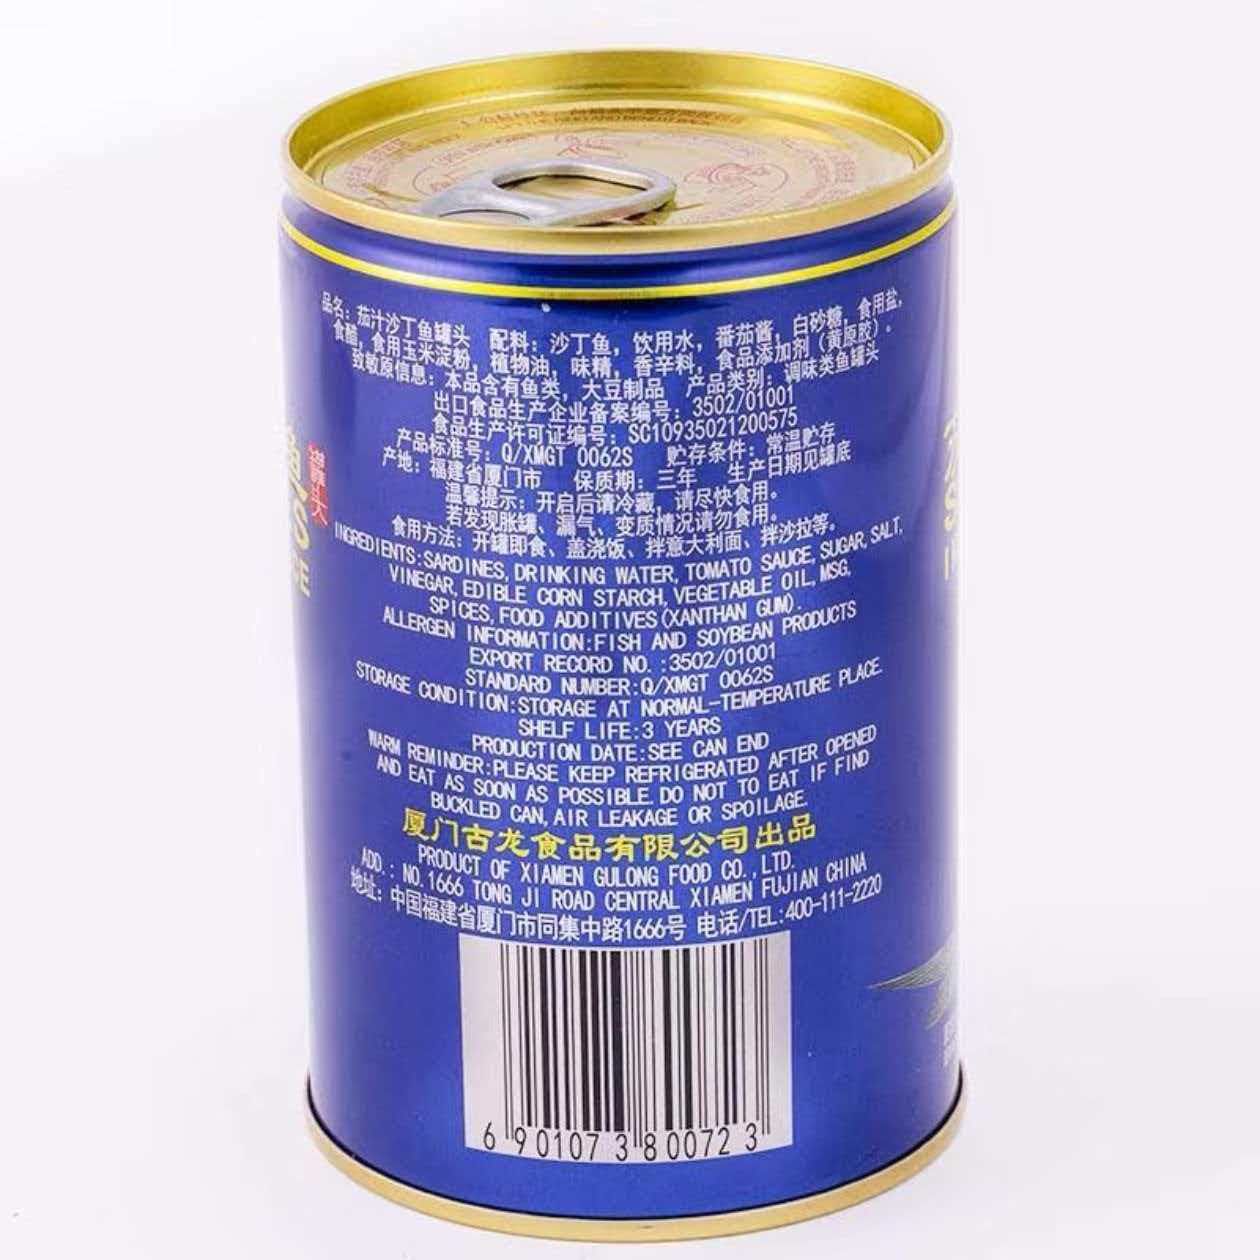 品名：茄汁沙丁鱼罐头 配料：沙丁鱼，饮用水，番茄酱，白砂糖，食用盐，
食醋，食用玉米淀粉，植物油，味精，香辛料，食品添加剂（黄原胶）。
致敏原信息：本品含有鱼类，大豆制品 产品类别：调味类鱼罐头
出口食品生产企业备案编号：3502/01001
食品生产许可证编号：SC10935021200575
产品标准号：Q/XMGT 0062S 贮存条件：常温贮存
产地：福建省厦门市 保质期：三年 生产日期见罐底
温馨提示：开启后请冷藏，请尽快食用。
若发现胀罐、漏气、变质情况请勿食用。
食用方法：开罐即食、盖浇饭、拌意大利面、拌沙拉等。
INGREDIENTS:SARDINES,DRINKING WATER,TOMATO SAUCE,SUGAR,SALT,
VINEGAR,EDIBLE CORN STARCH,VEGETABLE OIL,MSG,
SPICES,FOOD ADDITIVES(XANTHAN GUM).
ALLERGEN INFORMATION:FISH AND SOYBEAN PRODUCTS
EXPORT RECORD NO.:3502/01001
STANDARD NUMBER:Q/XMGT 0062S
STORAGE CONDITION:STORAGE AT NORMAL-TEMPERATURE PLACE.
SHELF LIFE:3 YEARS
PRODUCTION DATE:SEE CAN END
WARM REMINDER:PLEASE KEEP REFRIGERATED AFTER OPENED
AND EAT AS SOON AS POSSIBLE.DO NOT TO EAT IF FIND
BUCKLED CAN,AIR LEAKAGE OR SPOILAGE.
厦门古龙食品有限公司出品
PRODUCT OF XIAMEN GULONG FOOD CO.,LTD.
ADD.: NO.1666 TONG JI ROAD CENTRAL XIAMEN FUJIAN CHINA
地址：中国福建省厦门市同集中路1666号 电话/TEL:400-111-2220
6 901073 800723